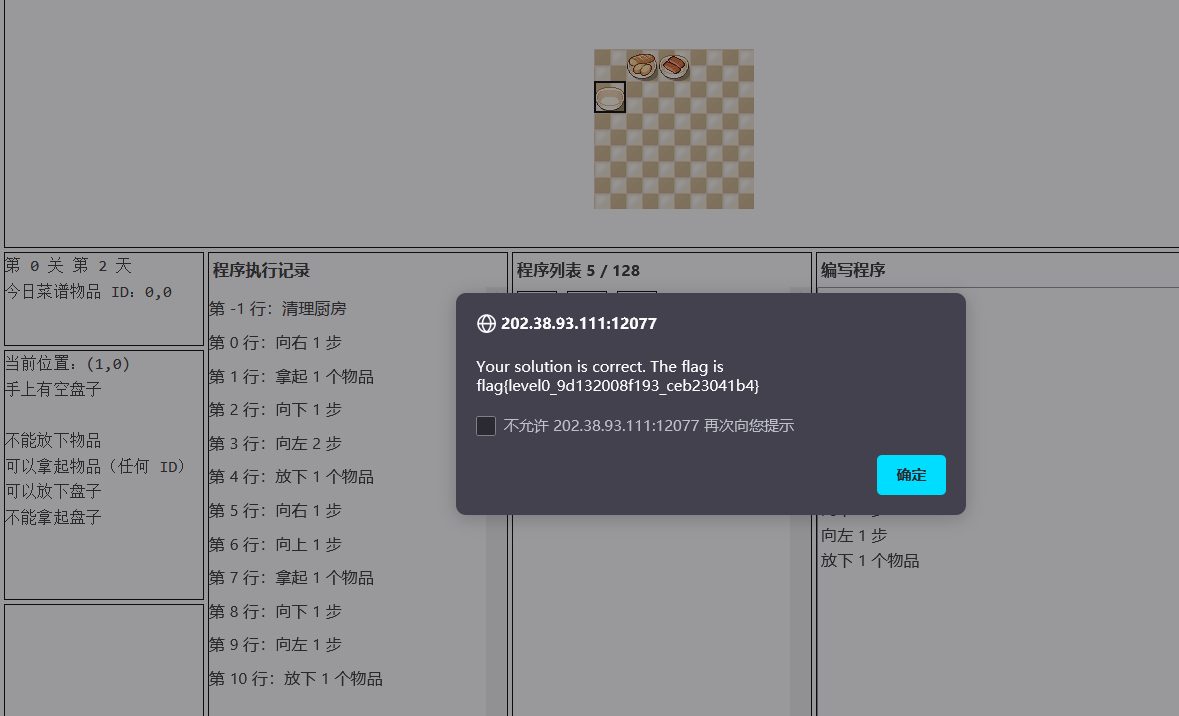 第 0 关 第 2 天
今日菜谱物品 ID：0,0
当前位置：(1,0)
手上有空盘子
不能放下物品
可以拿起物品（任何 ID）
可以放下盘子
不能拿起盘子
程序执行记录
第 -1 行：清理厨房
第 0 行：向右 1 步
第 1 行：拿起 1 个物品
第 2 行：向下 1 步
第 3 行：向左 2 步
第 4 行：放下 1 个物品
第 5 行：向右 1 步
第 6 行：向上 1 步
第 7 行：拿起 1 个物品
第 8 行：向下 1 步
第 9 行：向左 1 步
第 10 行：放下 1 个物品
程序列表 5 / 128
编写程序
202.38.93.111:12077
Your solution is correct. The flag is
flag{level0_9d132008f193_ceb23041b4}
不允许 202.38.93.111:12077 再次向您提示
确定
向左 1 步
放下 1 个物品